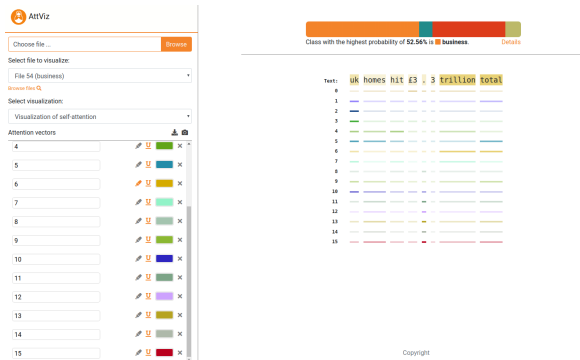 AttViz
Choose file ...
Browse
Select file to visualize:
File 54 (business)
Browse files
Select visualization:
Visualization of self-attention
Attention vectors
4
5
6
7
8
9
10
11
12
13
14
15
Class with the highest probability of 52.56% is business.
Details
Text: uk homes hit £3 . 3 trillion total
0
1
2
3
4
5
6
7
8
9
10
11
12
13
14
15
Copyright